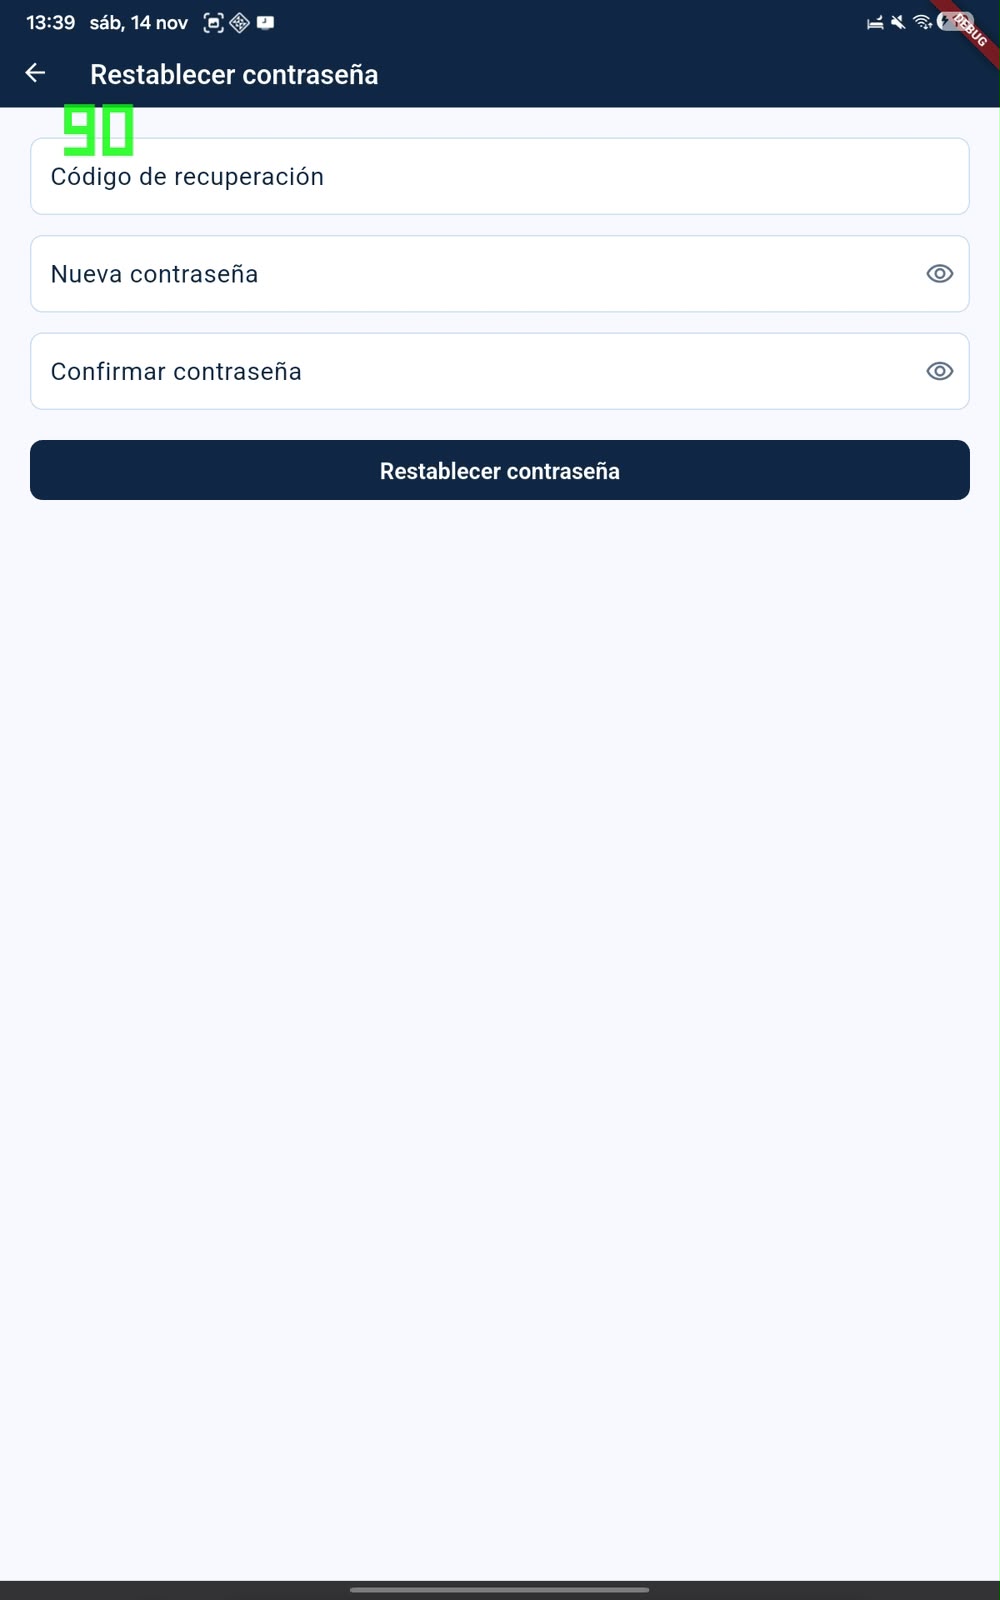 13:39 sáb, 14 nov
DEBUG
Restablecer contraseña
90
Código de recuperación
Nueva contraseña
Confirmar contraseña
Restablecer contraseña